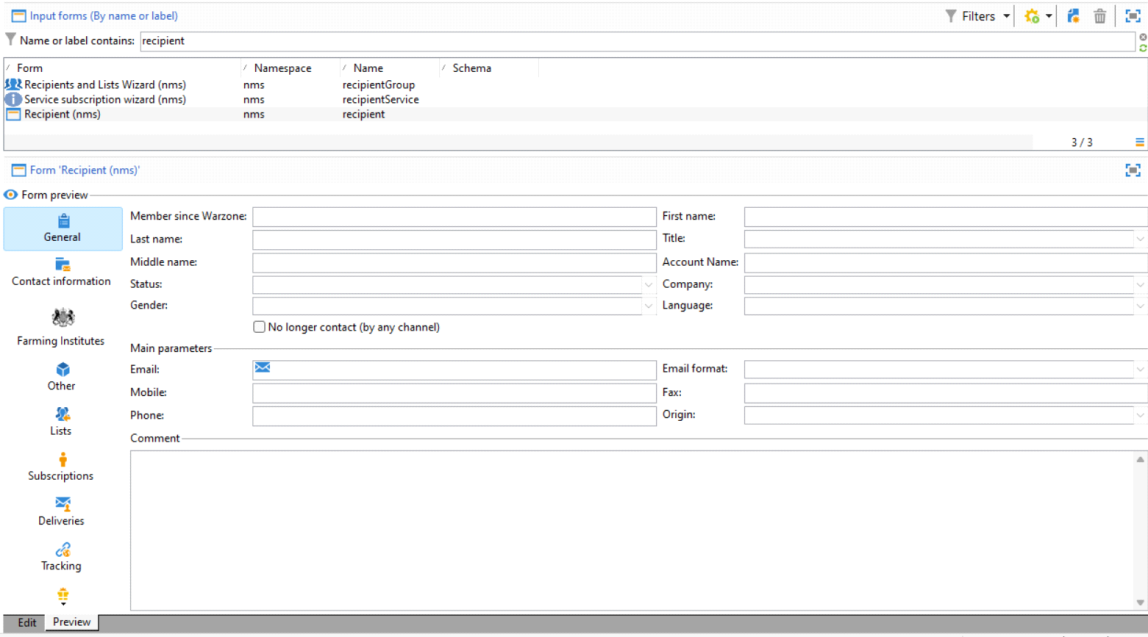 Input forms (By name or label)
Filters
Name or label contains: recipient
Form Namespace Name Schema
Recipients and Lists Wizard (nms) nms recipientGroup
Service subscription wizard (nms) nms recipientService
Recipient (nms) nms recipient
3 / 3
Form 'Recipient (nms)'
Form preview
General
Contact information
Farming Institutes
Other
Lists
Subscriptions
Deliveries
Tracking
Member since Warzone: First name:
Last name: Title:
Middle name: Account Name:
Status: Company:
Gender: Language:
No longer contact (by any channel)
Main parameters
Email: Email format:
Mobile: Fax:
Phone: Origin:
Comment
Edit Preview